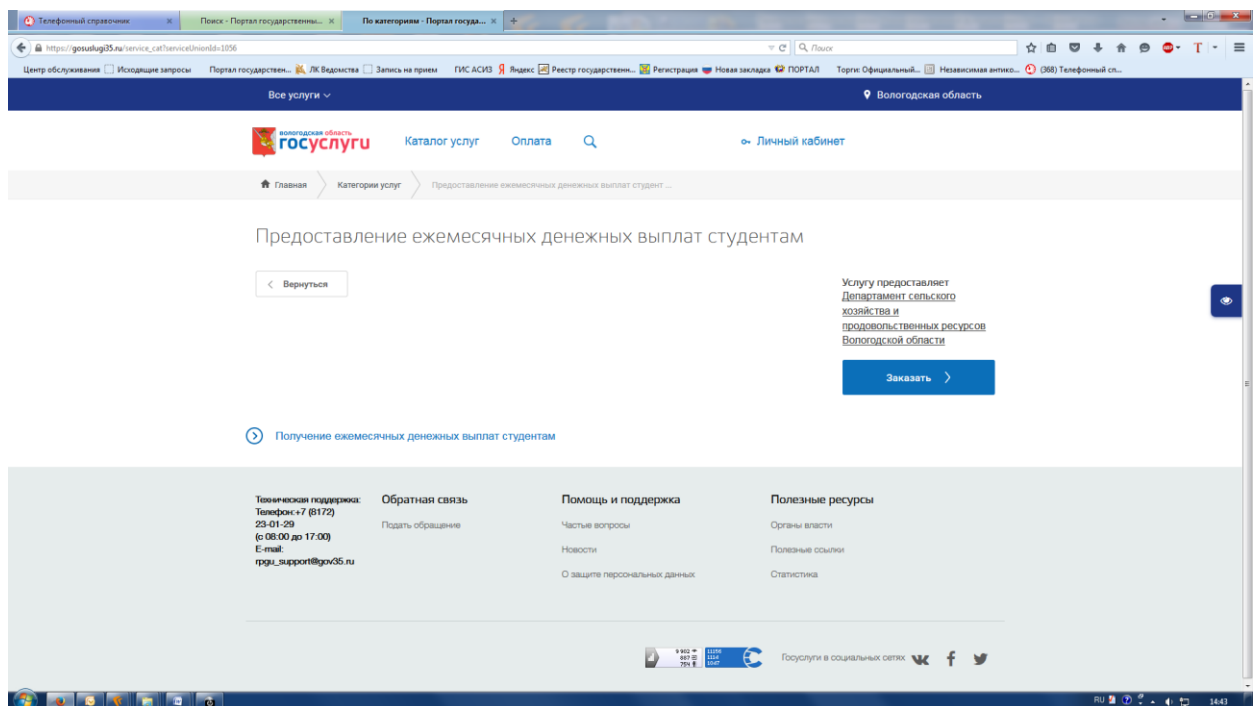 Телефонный справочник
Поиск - Портал государственны...
По категориям - Портал госуда...
https://gosuslugi35.ru/service_cat?serviceUnionId=1056
Поиск
Центр обслуживания Исходящие запросы Портал государствен... ЛК Ведомства Запись на прием ГИС АСИЗ Яндекс Реестр государственн... Регистрация Новая закладка ПОРТАЛ Торги: Официальный... Независимая антико... (368) Телефонный сп...
Все услуги
Вологодская область
вологодская область
госуслуги
Каталог услуг Оплата
Личный кабинет
Главная
Категории услуг
Предоставление ежемесячных денежных выплат студент ...
Предоставление ежемесячных денежных выплат студентам
Вернуться
Услугу предоставляет
Департамент сельского
хозяйства и
продовольственных ресурсов
Вологодской области
Заказать
Получение ежемесячных денежных выплат студентам
Техническая поддержка:
Телефон:+7 (8172)
23-01-29
(с 08:00 до 17:00)
E-mail:
rpgu_support@gov35.ru
Обратная связь
Подать обращение
Помощь и поддержка
Частые вопросы
Новости
О защите персональных данных
Полезные ресурсы
Органы власти
Полезные ссылки
Статистика
Госуслуги в социальных сетях
RU
14:43